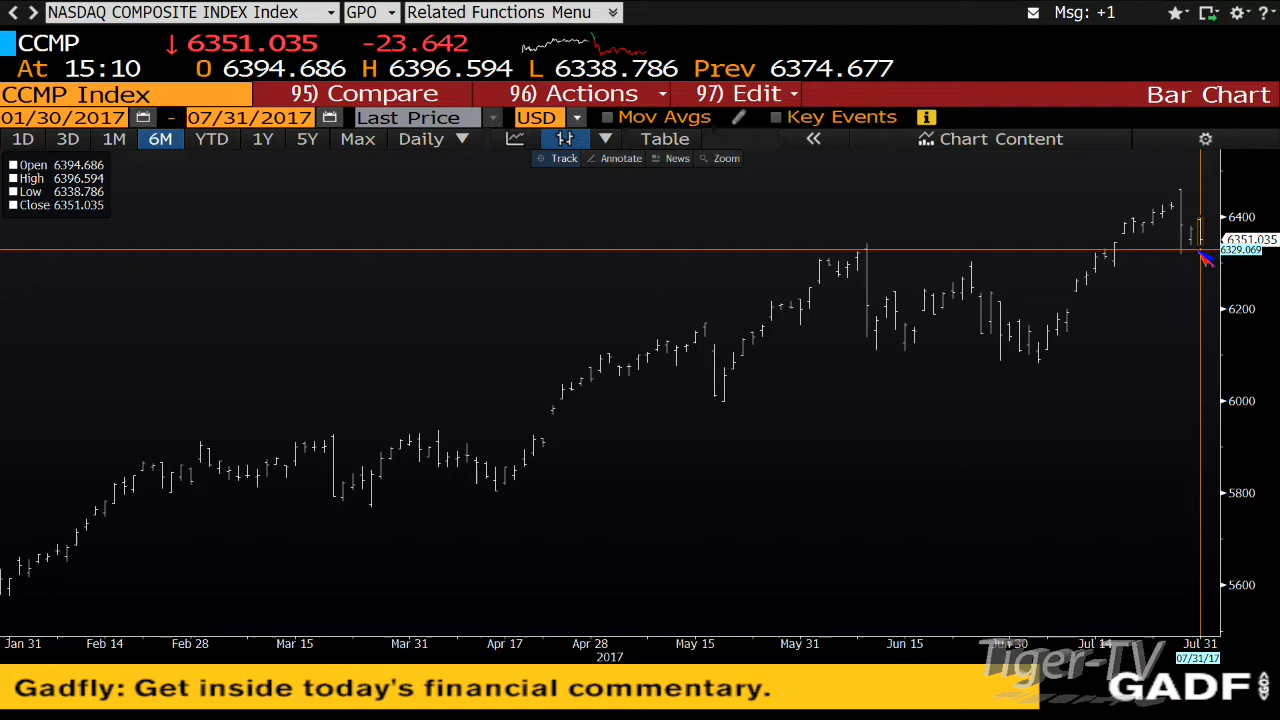 NASDAQ COMPOSITE INDEX Index GPO Related Functions Menu Msg: +1 ?
CCMP ↓ 6351.035 -23.642
At 15:10 O 6394.686 H 6396.594 L 6338.786 Prev 6374.677
CCMP Index 95) Compare 96) Actions 97) Edit Bar Chart
01/30/2017 - 07/31/2017 Last Price USD Mov Avgs Key Events
1D 3D 1M 6M YTD 1Y 5Y Max Daily Table Chart Content
Track Annotate News Zoom
Open 6394.686
High 6396.594
Low 6338.786
Close 6351.035
6400
6351.035
6329.069
6200
6000
5800
5600
Jan 31 Feb 14 Feb 28 Mar 15 Mar 31 Apr 17 Apr 28 May 15 May 31 Jun 15 Jun 30 Jul 14 Jul 31
2017 07/31/17
Tiger-TV
Gadfly: Get inside today's financial commentary. GADF GO